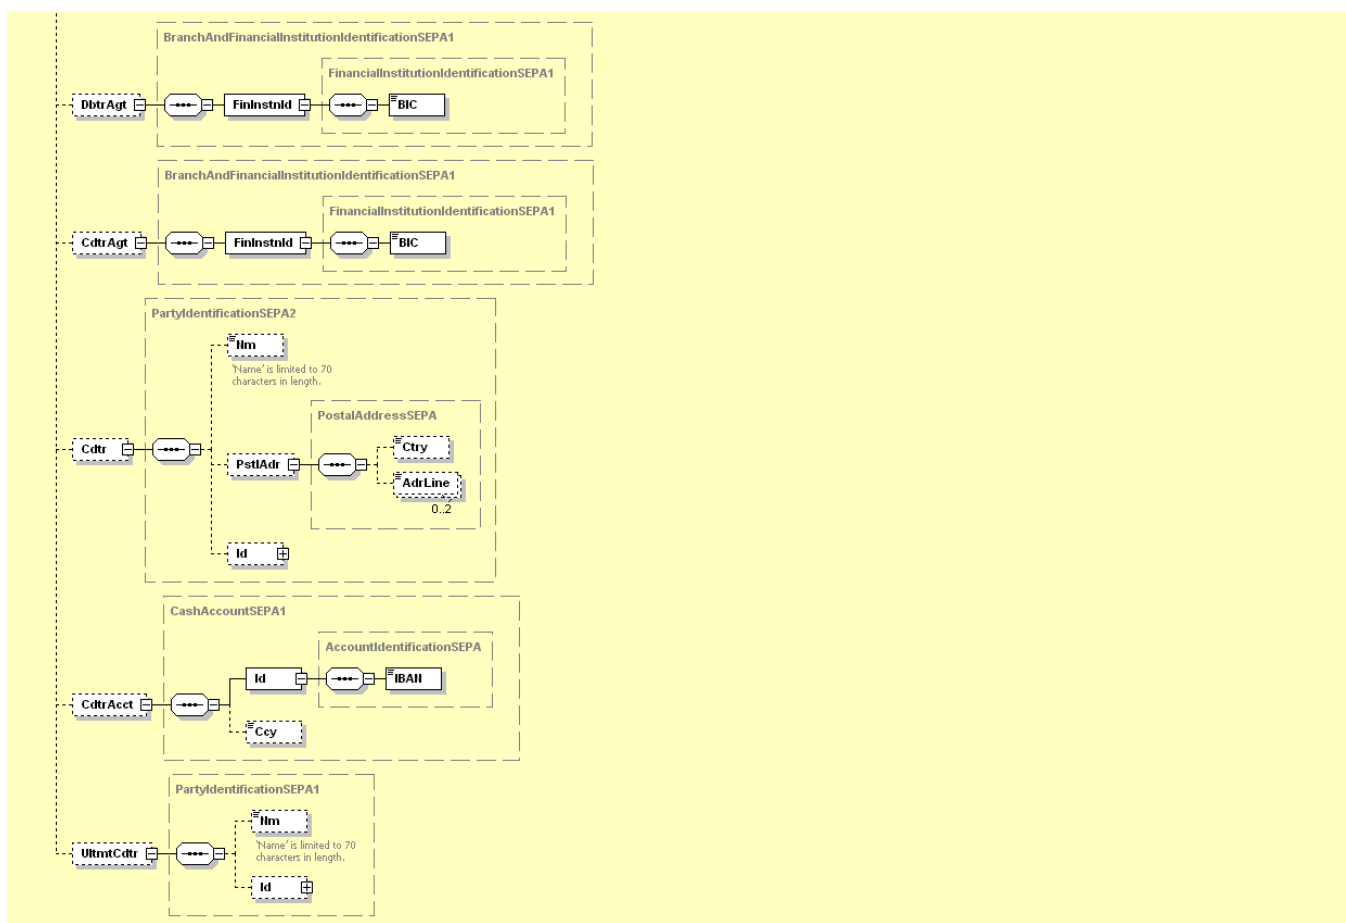 BranchAndFinancialInstitutionIdentificationSEPA1
FinancialInstitutionIdentificationSEPA1
DbtrAgt
FinInstnId
BIC
BranchAndFinancialInstitutionIdentificationSEPA1
FinancialInstitutionIdentificationSEPA1
CdtrAgt
FinInstnId
BIC
PartyIdentificationSEPA2
Nm
'Name' is limited to 70
characters in length.
PostalAddressSEPA
Cdtr
PstlAdr
Ctry
AdrLine
0..2
Id
CashAccountSEPA1
AccountIdentificationSEPA
Id
IBAN
CdtrAcct
Ccy
PartyIdentificationSEPA1
Nm
'Name' is limited to 70
characters in length.
UltmtCdtr
Id